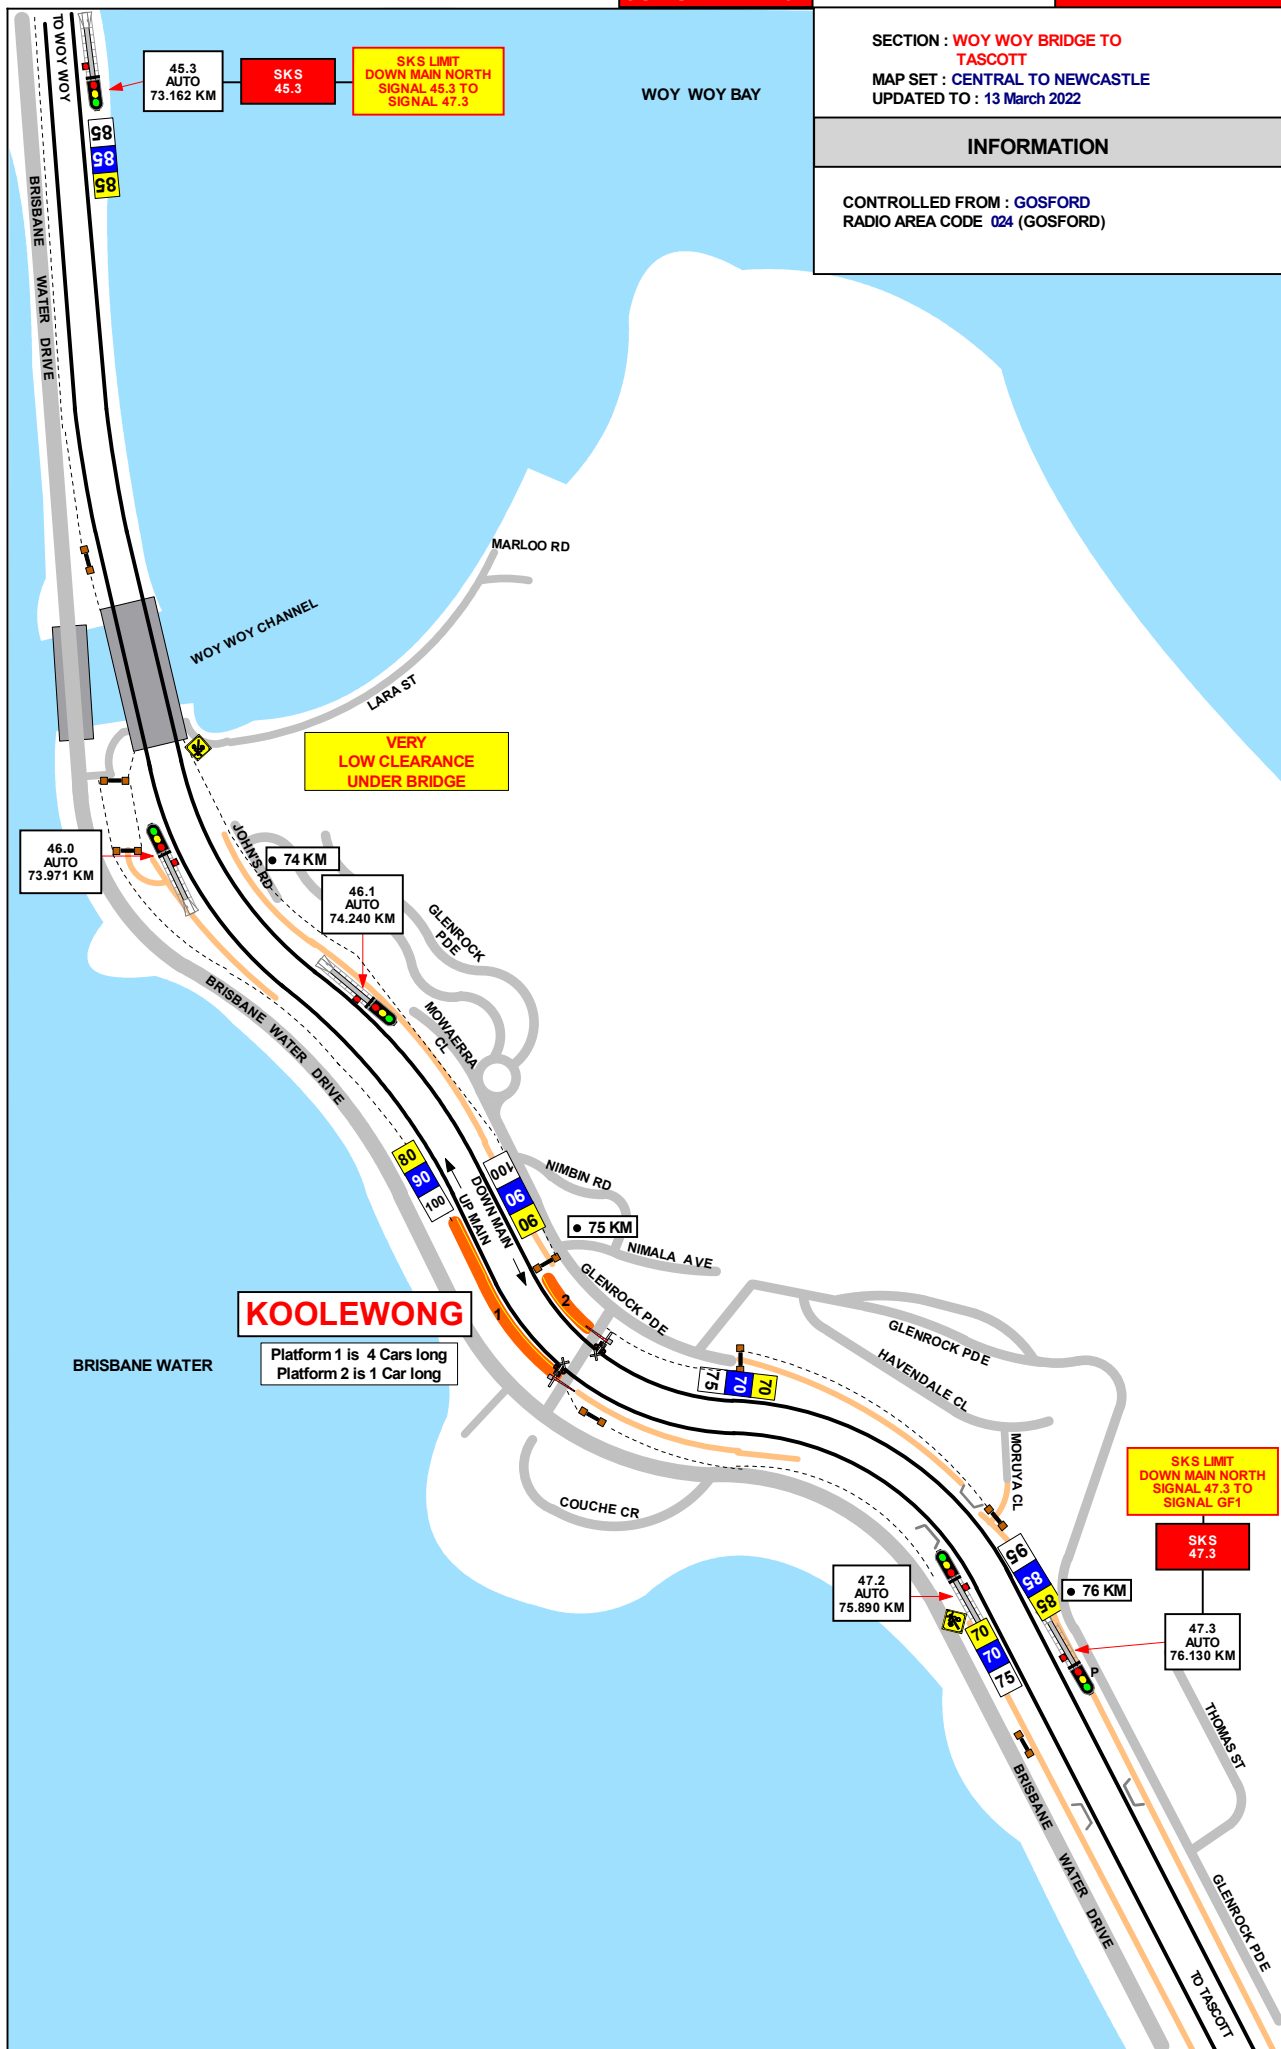 SECTION : WOY WOY BRIDGE TO
TASCOTT
MAP SET : CENTRAL TO NEWCASTLE
UPDATED TO : 13 March 2022
INFORMATION
CONTROLLED FROM : GOSFORD
RADIO AREA CODE 024 (GOSFORD)
TO WOY WOY
45.3
AUTO
73.162 KM
SKS
45.3
SKS LIMIT
DOWN MAIN NORTH
SIGNAL 45.3 TO
SIGNAL 47.3
WOY WOY BAY
85
85
85
BRISBANE WATER DRIVE
MARLOO RD
WOY WOY CHANNEL
LARA ST
VERY
LOW CLEARANCE
UNDER BRIDGE
46.0
AUTO
73.971 KM
JOHN'S RD
74 KM
46.1
AUTO
74.240 KM
GLENROCK
PDE
BRISBANE WATER DRIVE
MOWAERRA
CL
80
90
100
UP MAIN
DOWN MAIN
100
90
90
NIMBIN RD
75 KM
NIMALA AVE
GLENROCK PDE
KOOLEWONG
1
2
Platform 1 is 4 Cars long
Platform 2 is 1 Car long
BRISBANE WATER
75
70
70
GLENROCK PDE
HAVENDALE CL
MORUYA CL
COUCHE CR
SKS LIMIT
DOWN MAIN NORTH
SIGNAL 47.3 TO
SIGNAL GF1
SKS
47.3
47.2
AUTO
75.890 KM
95
85
85
76 KM
47.3
AUTO
76.130 KM
P
70
70
75
THOMAS ST
BRISBANE WATER DRIVE
GLENROCK PDE
TO TASCOTT